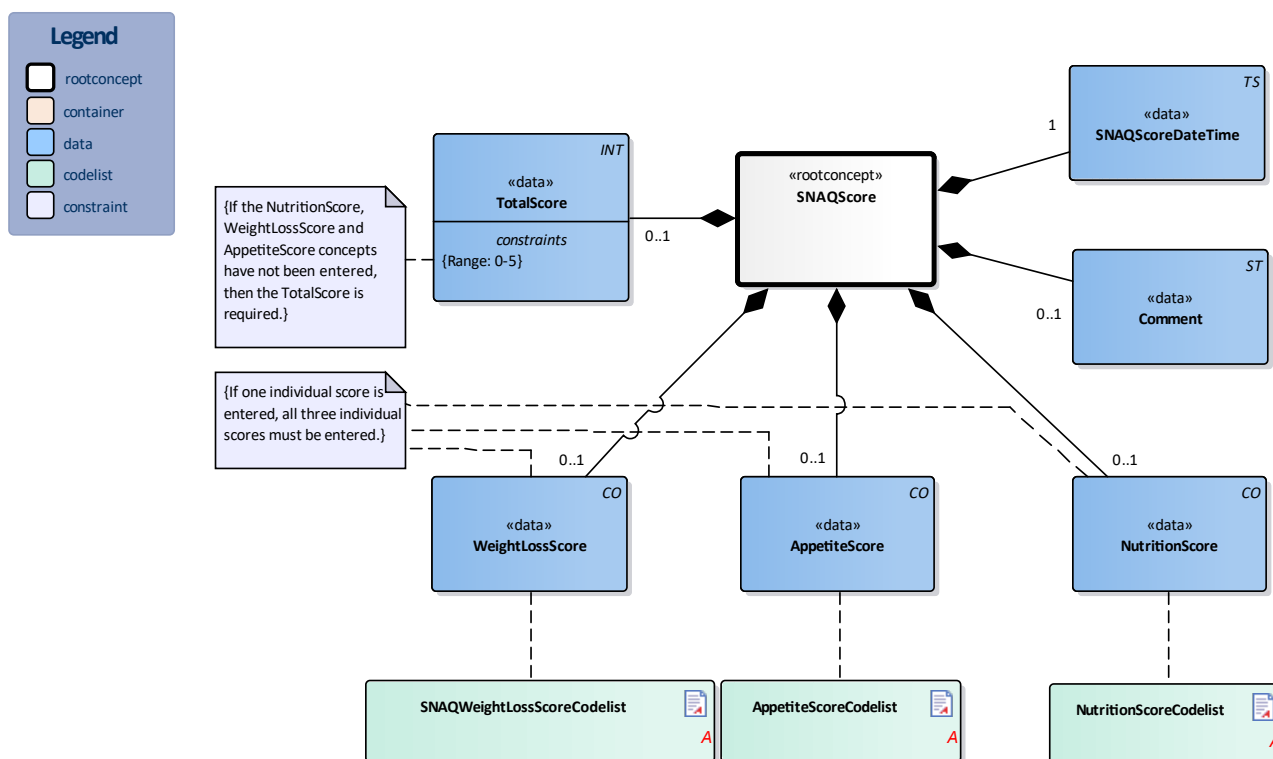 Legend
rootconcept
container
data
codelist
constraint
TS
«data»
SNAQScoreDateTime
1
INT
«data»
TotalScore
constraints
{Range: 0-5}
0..1
«rootconcept»
SNAQScore
{If the NutritionScore,
WeightLossScore and
AppetiteScore concepts
have not been entered,
then the TotalScore is
required.}
ST
«data»
Comment
0..1
{If one individual score is
entered, all three individual
scores must be entered.}
0..1
0..1
0..1
CO
«data»
WeightLossScore
CO
«data»
AppetiteScore
CO
«data»
NutritionScore
SNAQWeightLossScoreCodelist
A
AppetiteScoreCodelist
A
NutritionScoreCodelist
A